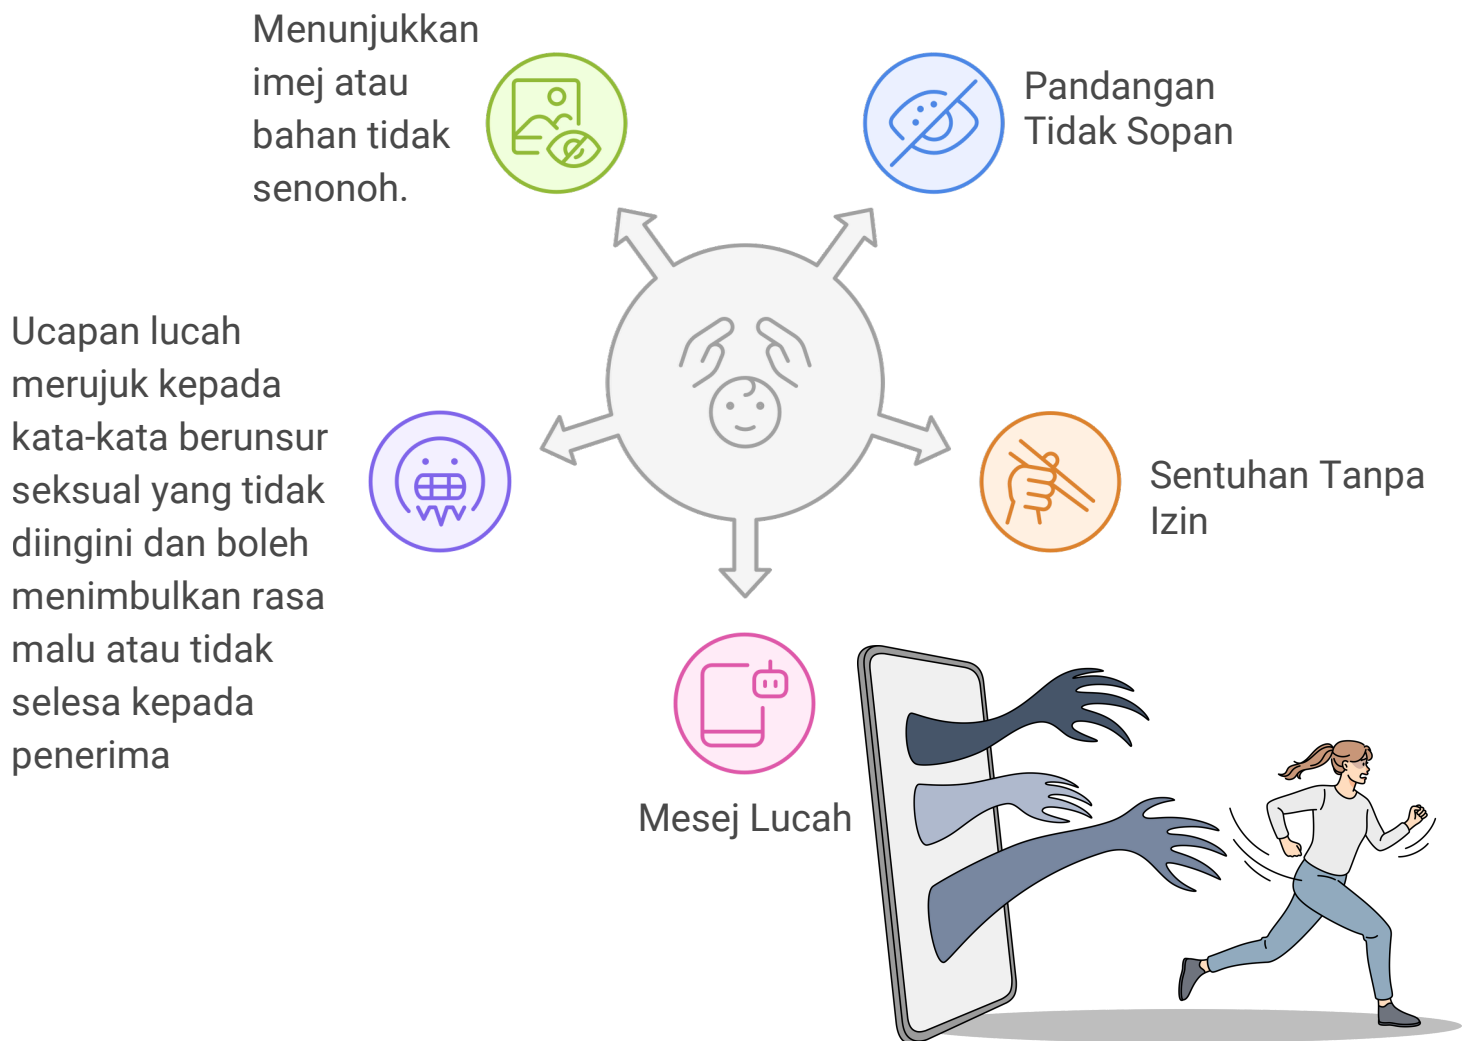 Menunjukkan
imej atau
bahan tidak
senonoh.
Pandangan
Tidak Sopan
Ucapan lucah
merujuk kepada
kata-kata berunsur
seksual yang tidak
diingini dan boleh
menimbulkan rasa
malu atau tidak
selesa kepada
penerima
Sentuhan Tanpa
Izin
Mesej Lucah